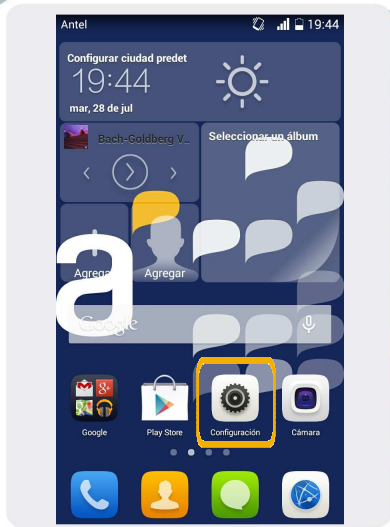 Antel
19:44
Configurar ciudad predet
19:44
mar, 28 de jul
Bach-Goldberg V...
Seleccionar un álbum
Agregar
Agregar
a
Google
Google
Play Store
Configuración
Cámara